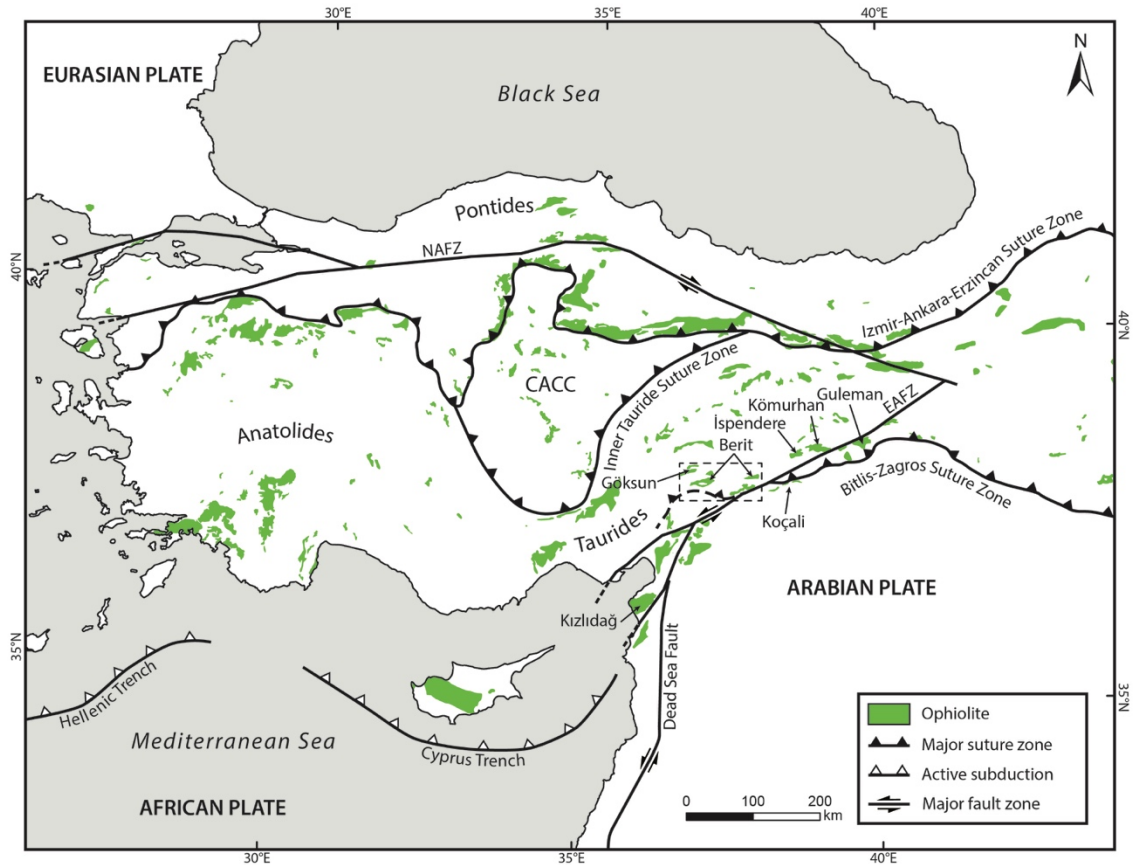 30°E
35°E
40°E
EURASIAN PLATE
Black Sea
N
Pontides
NAFZ
40°N
Izmir-Ankara-Erzincan Suture Zone
40°N
CACC
Inner Tauride Suture Zone
Guleman
EAFZ
Kömurhan
İspendere
Anatolides
Berit
Göksun
Bitlis-Zagros Suture Zone
Koçali
Taurides
ARABIAN PLATE
Kızlıdağ
35°N
Dead Sea Fault
35°N
Hellenic Trench
Mediterranean Sea
Cyprus Trench
AFRICAN PLATE
0 100 200
km
Ophiolite
Major suture zone
Active subduction
Major fault zone
30°E
35°E
40°E